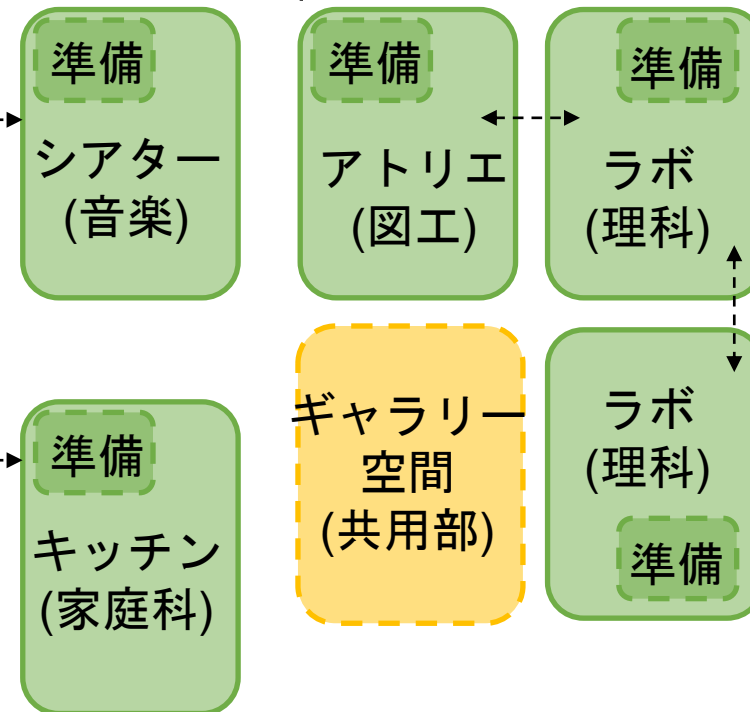 準備
シアター
(音楽)
準備
アトリエ
(図工)
準備
ラボ
(理科)
準備
キッチン
(家庭科)
ギャラリー
空間
(共用部)
ラボ
(理科)
準備